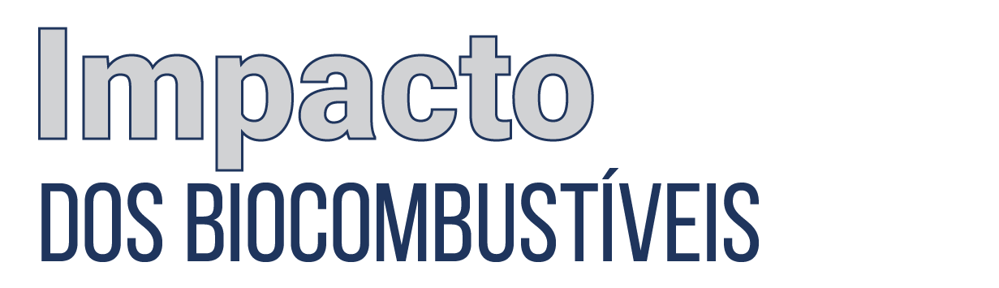 Impacto
DOS BIOCOMBUSTÍVEIS